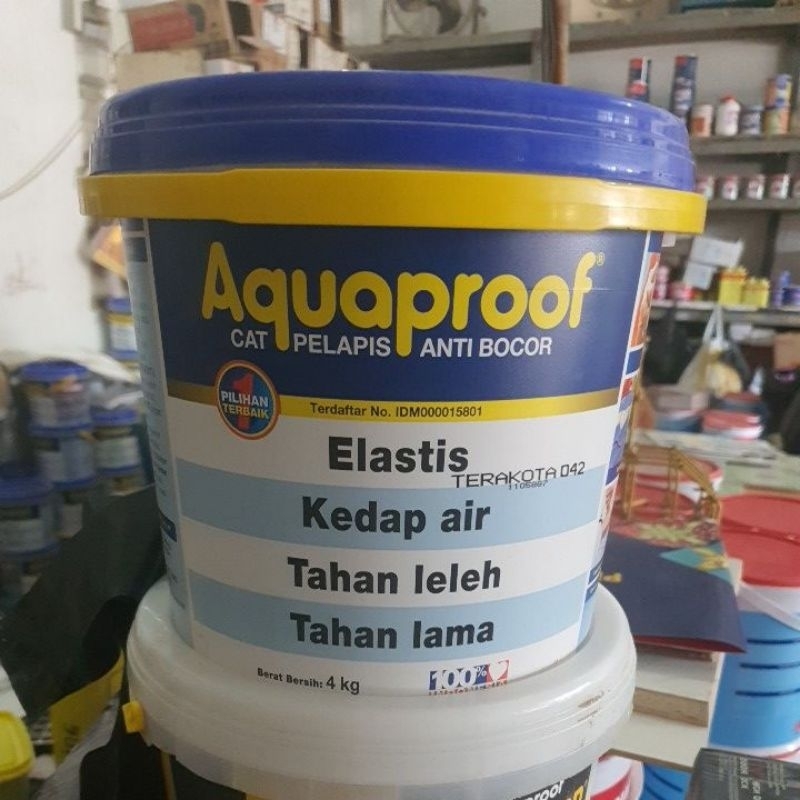 Aquaproof®
CAT PELAPIS ANTI BOCOR
1
PILIHAN
TERBAIK
Terdaftar No. IDM000015801
Elastis
TERAKOTA 042
Kedap air
Tahan leleh
Tahan lama
Berat Bersih: 4 kg
100%